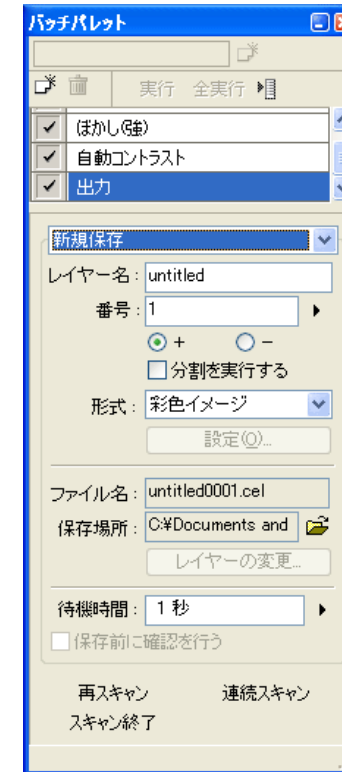 バッチパレット
実行 全実行
ぼかし(強)
自動コントラスト
出力
新規保存
レイヤー名: untitled
番号: 1
+ -
分割を実行する
形式: 彩色イメージ
設定(O)...
ファイル名: untitled0001.cel
保存場所: C:¥Documents and
レイヤーの変更...
待機時間: 1 秒
保存前に確認を行う
再スキャン 連続スキャン
スキャン終了